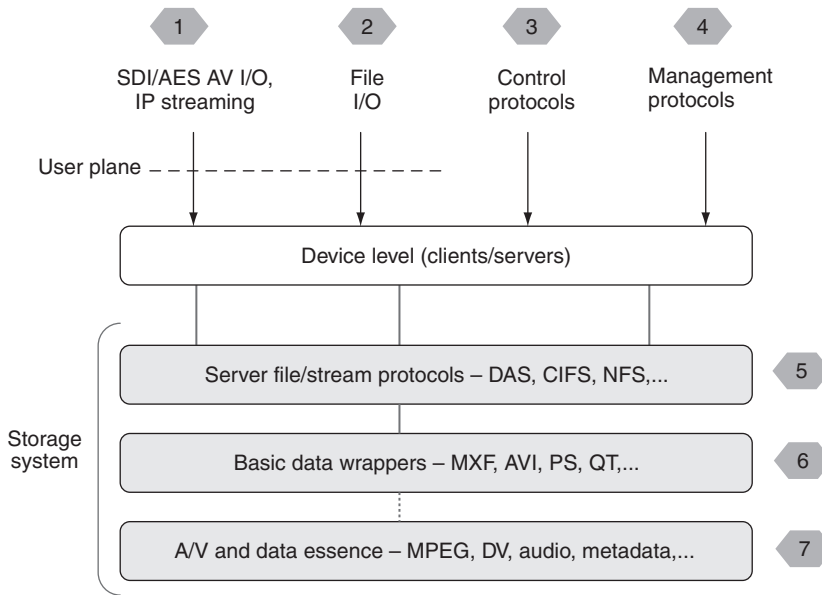 1
2
3
4
SDI/AES AV I/O,
IP streaming
File
I/O
Control
protocols
Management
protocols
User plane
Device level (clients/servers)
Server file/stream protocols – DAS, CIFS, NFS,...
5
Storage
system
Basic data wrappers – MXF, AVI, PS, QT,...
6
A/V and data essence – MPEG, DV, audio, metadata,...
7